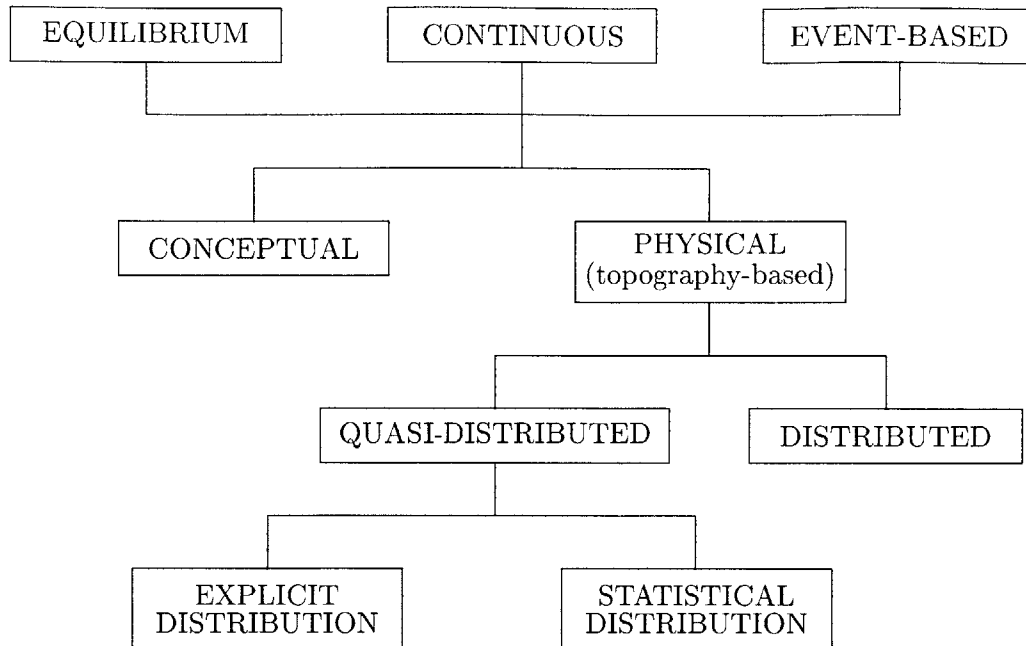 EQUILIBRIUM
CONTINUOUS
EVENT-BASED
CONCEPTUAL
PHYSICAL
(topography-based)
QUASI-DISTRIBUTED
DISTRIBUTED
EXPLICIT
DISTRIBUTION
STATISTICAL
DISTRIBUTION